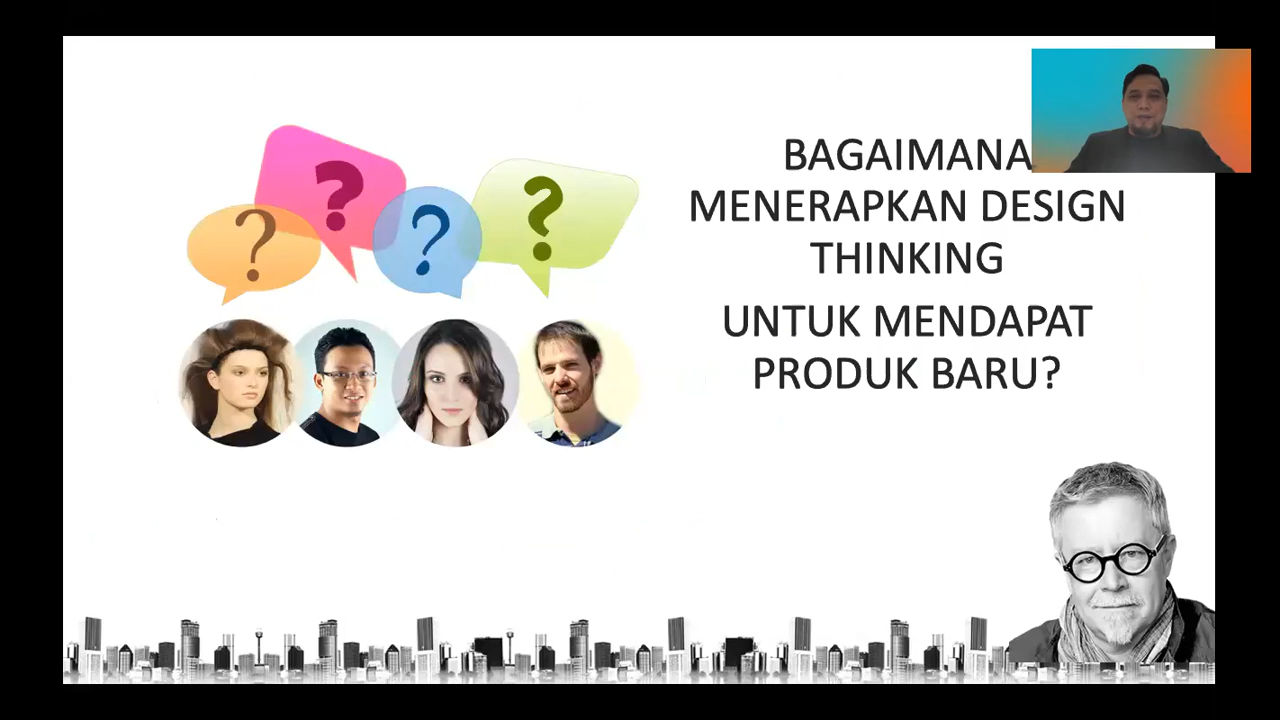 BAGAIMANA
MENERAPKAN DESIGN
THINKING
UNTUK MENDAPAT
PRODUK BARU?
? ? ? ?